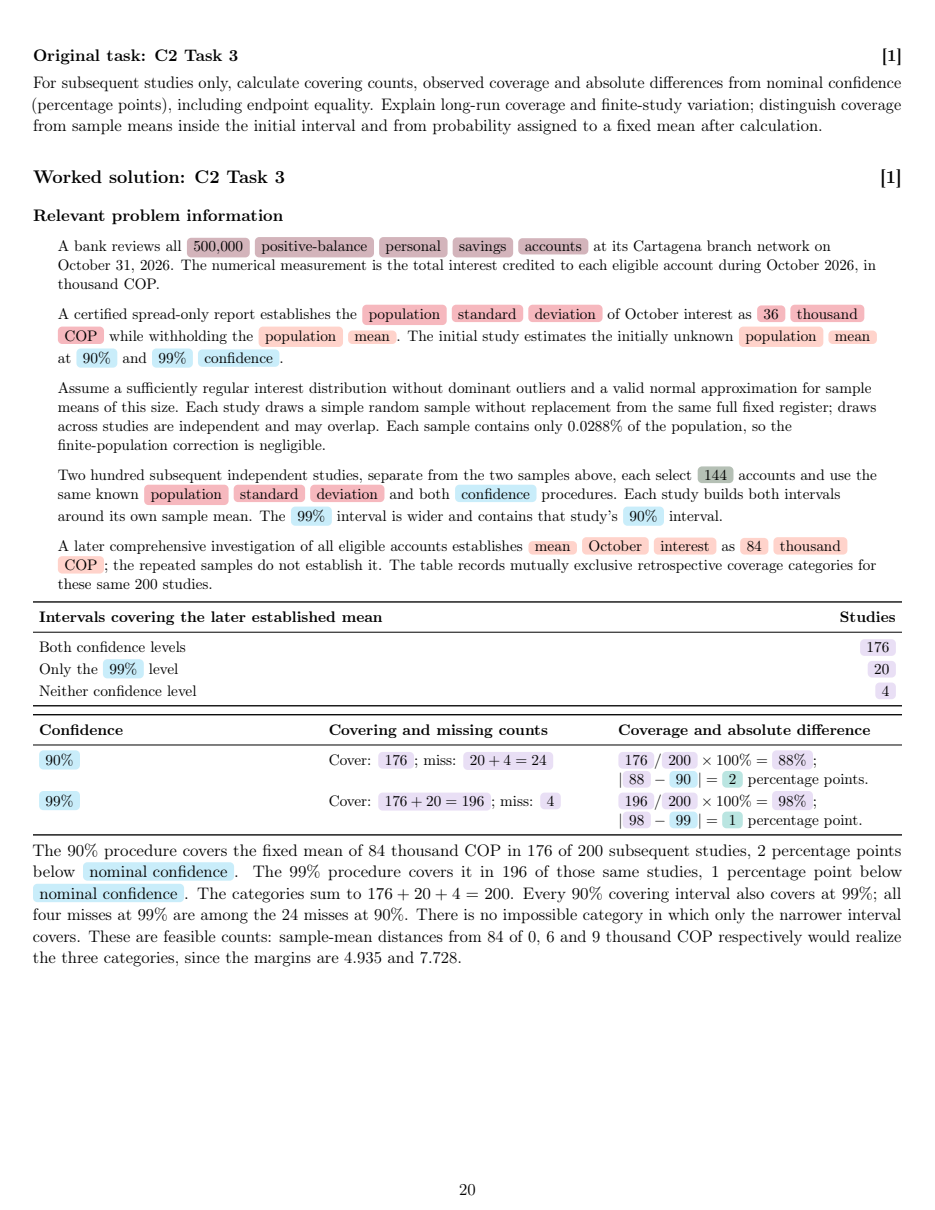 Original task: C2 Task 3 [1]
For subsequent studies only, calculate covering counts, observed coverage and absolute differences from nominal confidence
(percentage points), including endpoint equality. Explain long-run coverage and finite-study variation; distinguish coverage
from sample means inside the initial interval and from probability assigned to a fixed mean after calculation.
Worked solution: C2 Task 3 [1]
Relevant problem information
A bank reviews all 500,000 positive-balance personal savings accounts at its Cartagena branch network on
October 31, 2026. The numerical measurement is the total interest credited to each eligible account during October 2026, in
thousand COP.
A certified spread-only report establishes the population standard deviation of October interest as 36 thousand
COP while withholding the population mean. The initial study estimates the initially unknown population mean
at 90% and 99% confidence.
Assume a sufficiently regular interest distribution without dominant outliers and a valid normal approximation for sample
means of this size. Each study draws a simple random sample without replacement from the same full fixed register; draws
across studies are independent and may overlap. Each sample contains only 0.0288% of the population, so the
finite-population correction is negligible.
Two hundred subsequent independent studies, separate from the two samples above, each select 144 accounts and use the
same known population standard deviation and both confidence procedures. Each study builds both intervals
around its own sample mean. The 99% interval is wider and contains that study's 90% interval.
A later comprehensive investigation of all eligible accounts establishes mean October interest as 84 thousand
COP; the repeated samples do not establish it. The table records mutually exclusive retrospective coverage categories for
these same 200 studies.
Intervals covering the later established mean Studies
Both confidence levels 176
Only the 99% level 20
Neither confidence level 4
Confidence Covering and missing counts Coverage and absolute difference
90% Cover: 176; miss: 20 + 4 = 24 176/200 × 100% = 88%;
|88 − 90| = 2 percentage points.
99% Cover: 176 + 20 = 196; miss: 4 196/200 × 100% = 98%;
|98 − 99| = 1 percentage point.
The 90% procedure covers the fixed mean of 84 thousand COP in 176 of 200 subsequent studies, 2 percentage points
below nominal confidence. The 99% procedure covers it in 196 of those same studies, 1 percentage point below
nominal confidence. The categories sum to 176 + 20 + 4 = 200. Every 90% covering interval also covers at 99%; all
four misses at 99% are among the 24 misses at 90%. There is no impossible category in which only the narrower interval
covers. These are feasible counts: sample-mean distances from 84 of 0, 6 and 9 thousand COP respectively would realize
the three categories, since the margins are 4.935 and 7.728.
20